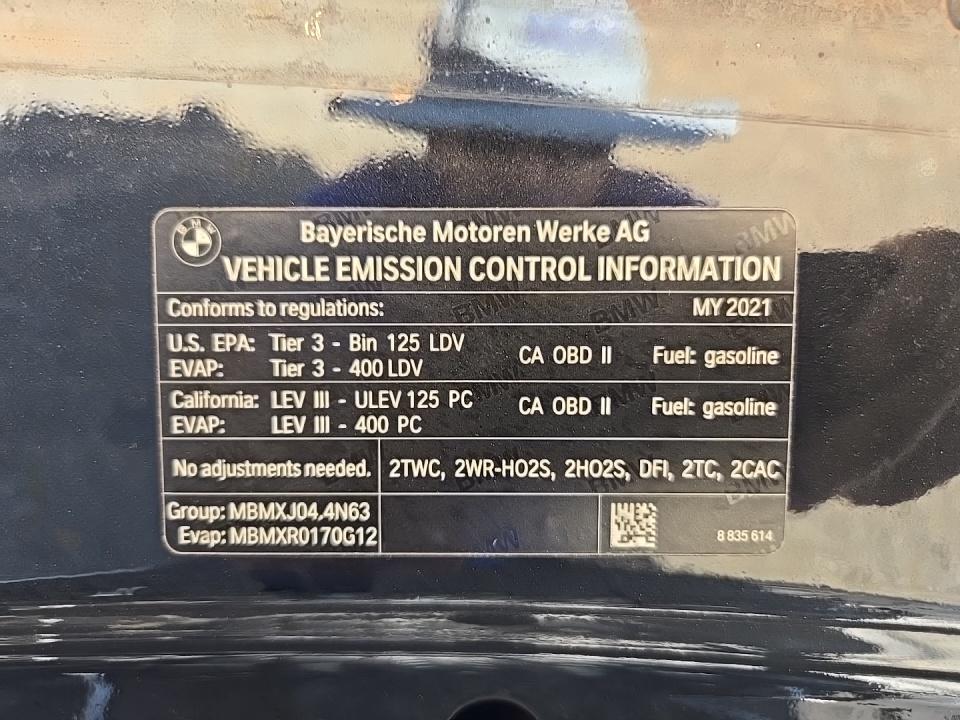 BMW
Bayerische Motoren Werke AG
VEHICLE EMISSION CONTROL INFORMATION
Conforms to regulations: MY 2021
U.S. EPA: Tier 3 - Bin 125 LDV
EVAP: Tier 3 - 400 LDV
CA OBD II Fuel: gasoline
California: LEV III - ULEV 125 PC
EVAP: LEV III - 400 PC
CA OBD II Fuel: gasoline
No adjustments needed. 2TWC, 2WR-HO2S, 2HO2S, DFI, 2TC, 2CAC
Group: MBMXJ04.4N63
Evap: MBMXR0170G12
8 835 614